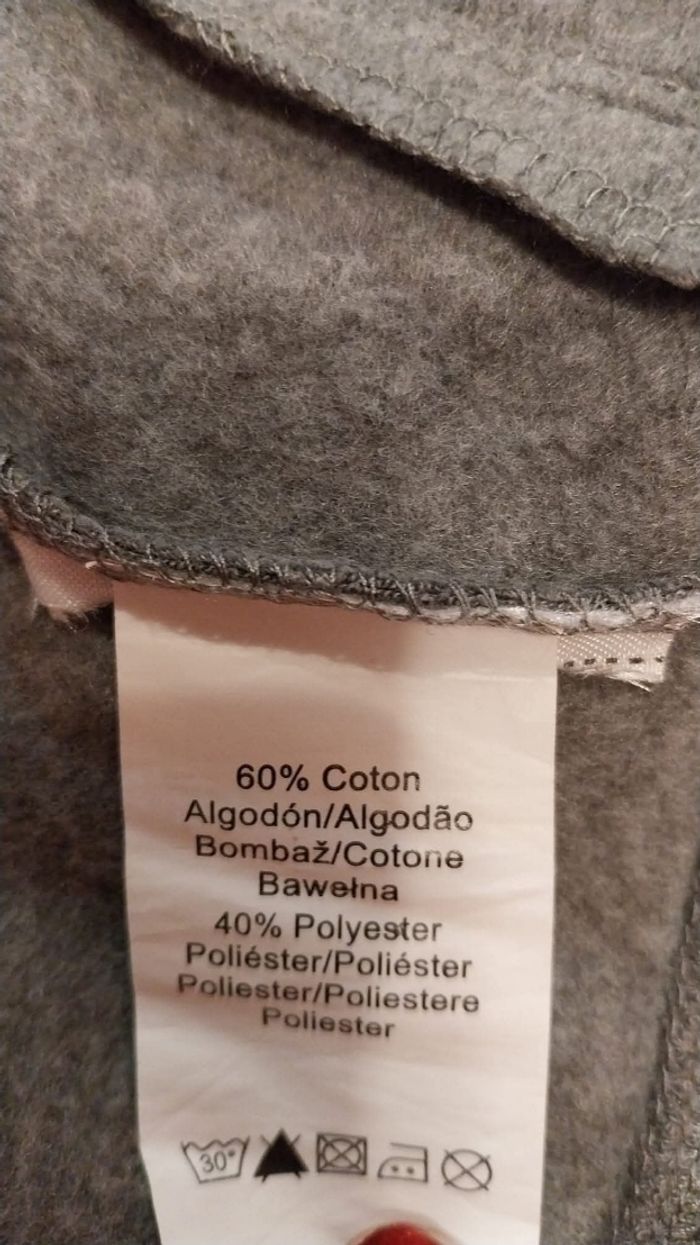 60% Coton
Algodón/Algodão
Bombaž/Cotone
Bawełna
40% Polyester
Poliéster/Poliéster
Poliester/Poliestere
Poliester
30°